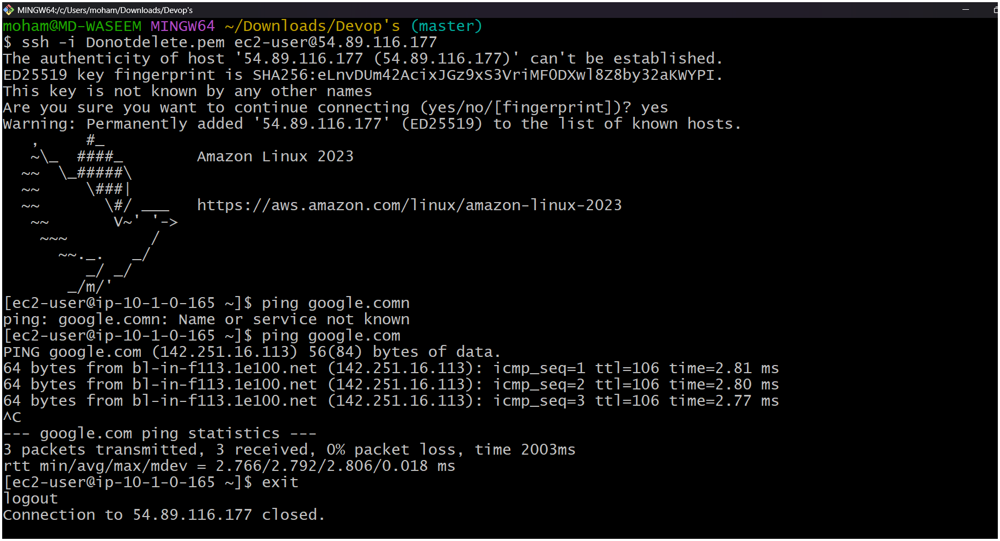 MINGW64:/c/Users/moham/Downloads/Devop's
moham@MD-WASEEM MINGW64 ~/Downloads/Devop's (master)
$ ssh -i Donotdelete.pem ec2-user@54.89.116.177
The authenticity of host '54.89.116.177 (54.89.116.177)' can't be established.
ED25519 key fingerprint is SHA256:eLnvDUm42AcixJGz9xS3VriMFODXwl8Z8by32aKWYPI.
This key is not known by any other names
Are you sure you want to continue connecting (yes/no/[fingerprint])? yes
Warning: Permanently added '54.89.116.177' (ED25519) to the list of known hosts.
   ,     #_
   ~\_  ####_        Amazon Linux 2023
  ~~  \_#####\
  ~~     \###|
  ~~       \#/ ___   https://aws.amazon.com/linux/amazon-linux-2023
   ~~       V~' '->
    ~~~         /
      ~~._.   _/
         _/ _/
       _/m/'
[ec2-user@ip-10-1-0-165 ~]$ ping google.comn
ping: google.comn: Name or service not known
[ec2-user@ip-10-1-0-165 ~]$ ping google.com
PING google.com (142.251.16.113) 56(84) bytes of data.
64 bytes from bl-in-f113.1e100.net (142.251.16.113): icmp_seq=1 ttl=106 time=2.81 ms
64 bytes from bl-in-f113.1e100.net (142.251.16.113): icmp_seq=2 ttl=106 time=2.80 ms
64 bytes from bl-in-f113.1e100.net (142.251.16.113): icmp_seq=3 ttl=106 time=2.77 ms
^C
--- google.com ping statistics ---
3 packets transmitted, 3 received, 0% packet loss, time 2003ms
rtt min/avg/max/mdev = 2.766/2.792/2.806/0.018 ms
[ec2-user@ip-10-1-0-165 ~]$ exit
logout
Connection to 54.89.116.177 closed.